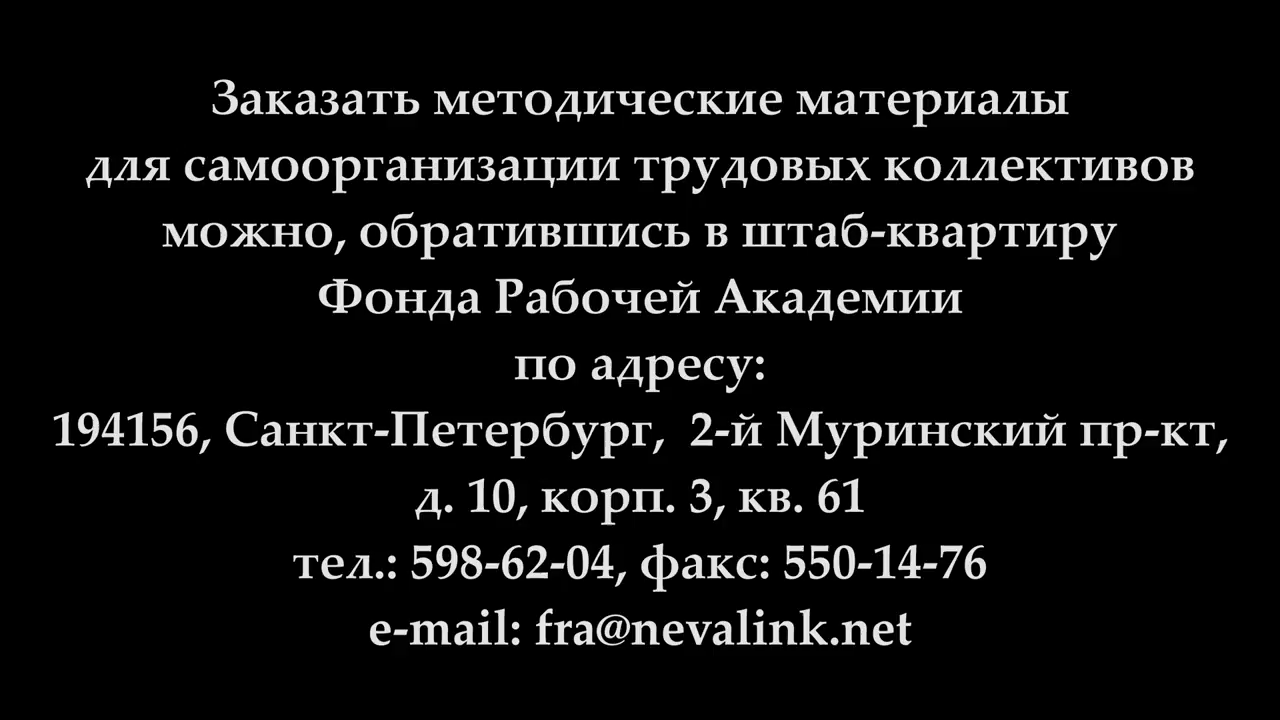 Заказать методические материалы
для самоорганизации трудовых коллективов
можно, обратившись в штаб-квартиру
Фонда Рабочей Академии
по адресу:
194156, Санкт-Петербург, 2-й Муринский пр-кт,
д. 10, корп. 3, кв. 61
тел.: 598-62-04, факс: 550-14-76
e-mail: fra@nevalink.net